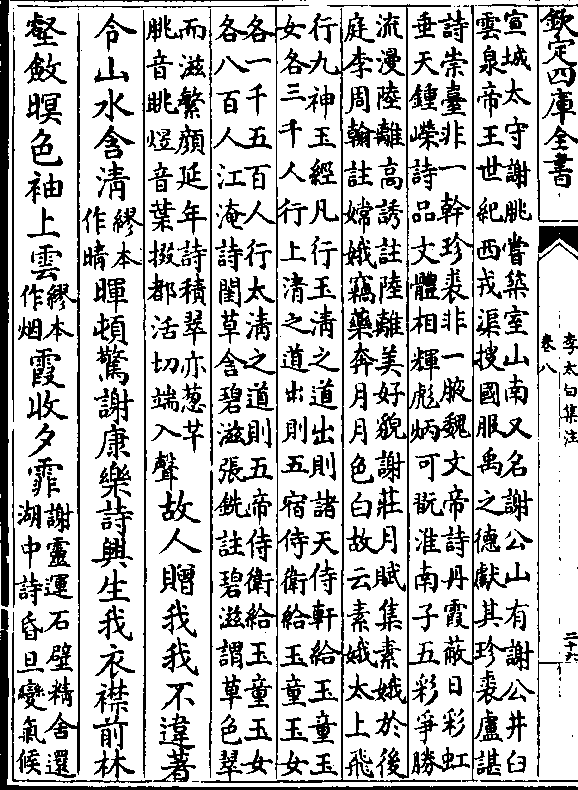 欽定四庫全書
李太白集注
卷八
二十六
宣城太守謝朓嘗築室山南又名謝公山有謝公井臼
雲泉帝王世紀西戎渠搜國服禹之德獻其珍裘盧諶
詩崇臺非一幹珍裘非一腋魏文帝詩丹霞蔽日彩虹
垂天鍾嶸詩品文體相輝彪炳可翫淮南子五彩爭勝
流漫陸離高誘註陸離美好貌謝莊月賦集素娥於後
庭李周翰註嫦娥竊藥奔月月色白故云素娥太上飛
行九神玉經凡行玉清之道出則諸天侍軒給玉童玉
女各三千人行上清之道出則五宿侍衛給玉童玉女
各一千五百人行太清之道則五帝侍衛給玉童玉女
各八百人江淹詩閨草含碧滋張銑註碧滋謂草色翠
而滋繁顔延年詩積翠亦葱芊
朓音眺熤音葉掇都活切端入聲
故人贈我我不違著
令山水含清
繆本
作晴
暉頓驚謝康樂詩興生我衣襟前林
壑斂暝色袖上雲
繆本
作烟
霞收夕霏
謝靈運石壁精舍還
湖中詩昏旦變氣候